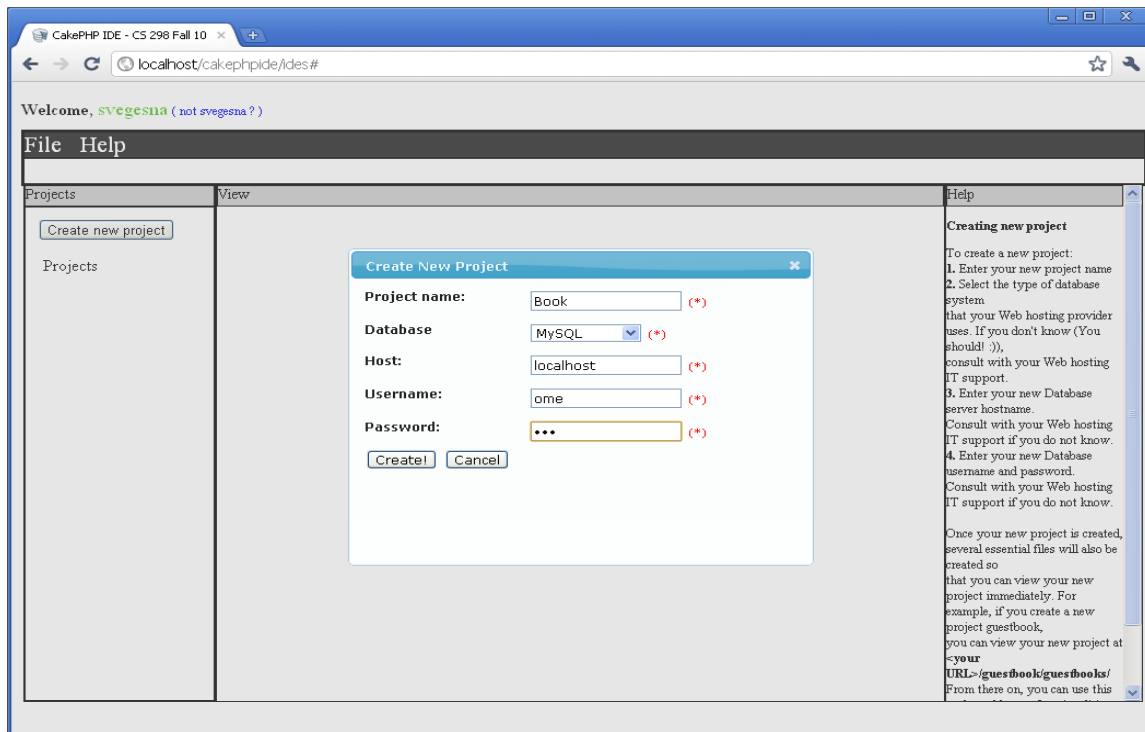 CakePHP IDE - CS 298 Fall 10
localhost/cakephpide/ides#
Welcome, svegesna ( not svegesna ? )
File Help
Projects
Create new project
Projects
View
Create New Project
Project name:
Book
(*)
Database
MySQL
(*)
Host:
localhost
(*)
Username:
ome
(*)
Password:
•••
(*)
Create!
Cancel
Help
Creating new project
To create a new project:
1. Enter your new project name
2. Select the type of database
system
that your Web hosting provider
uses. If you don't know (You
should! :)),
consult with your Web hosting
IT support.
3. Enter your new Database
server hostname.
Consult with your Web hosting
IT support if you do not know.
4. Enter your new Database
username and password.
Consult with your Web hosting
IT support if you do not know.
Once your new project is created,
several essential files will also be
created so
that you can view your new
project immediately. For
example, if you create a new
project guestbook,
you can view your new project at
<your
URL>/guestbook/guestbooks/
From there on, you can use this